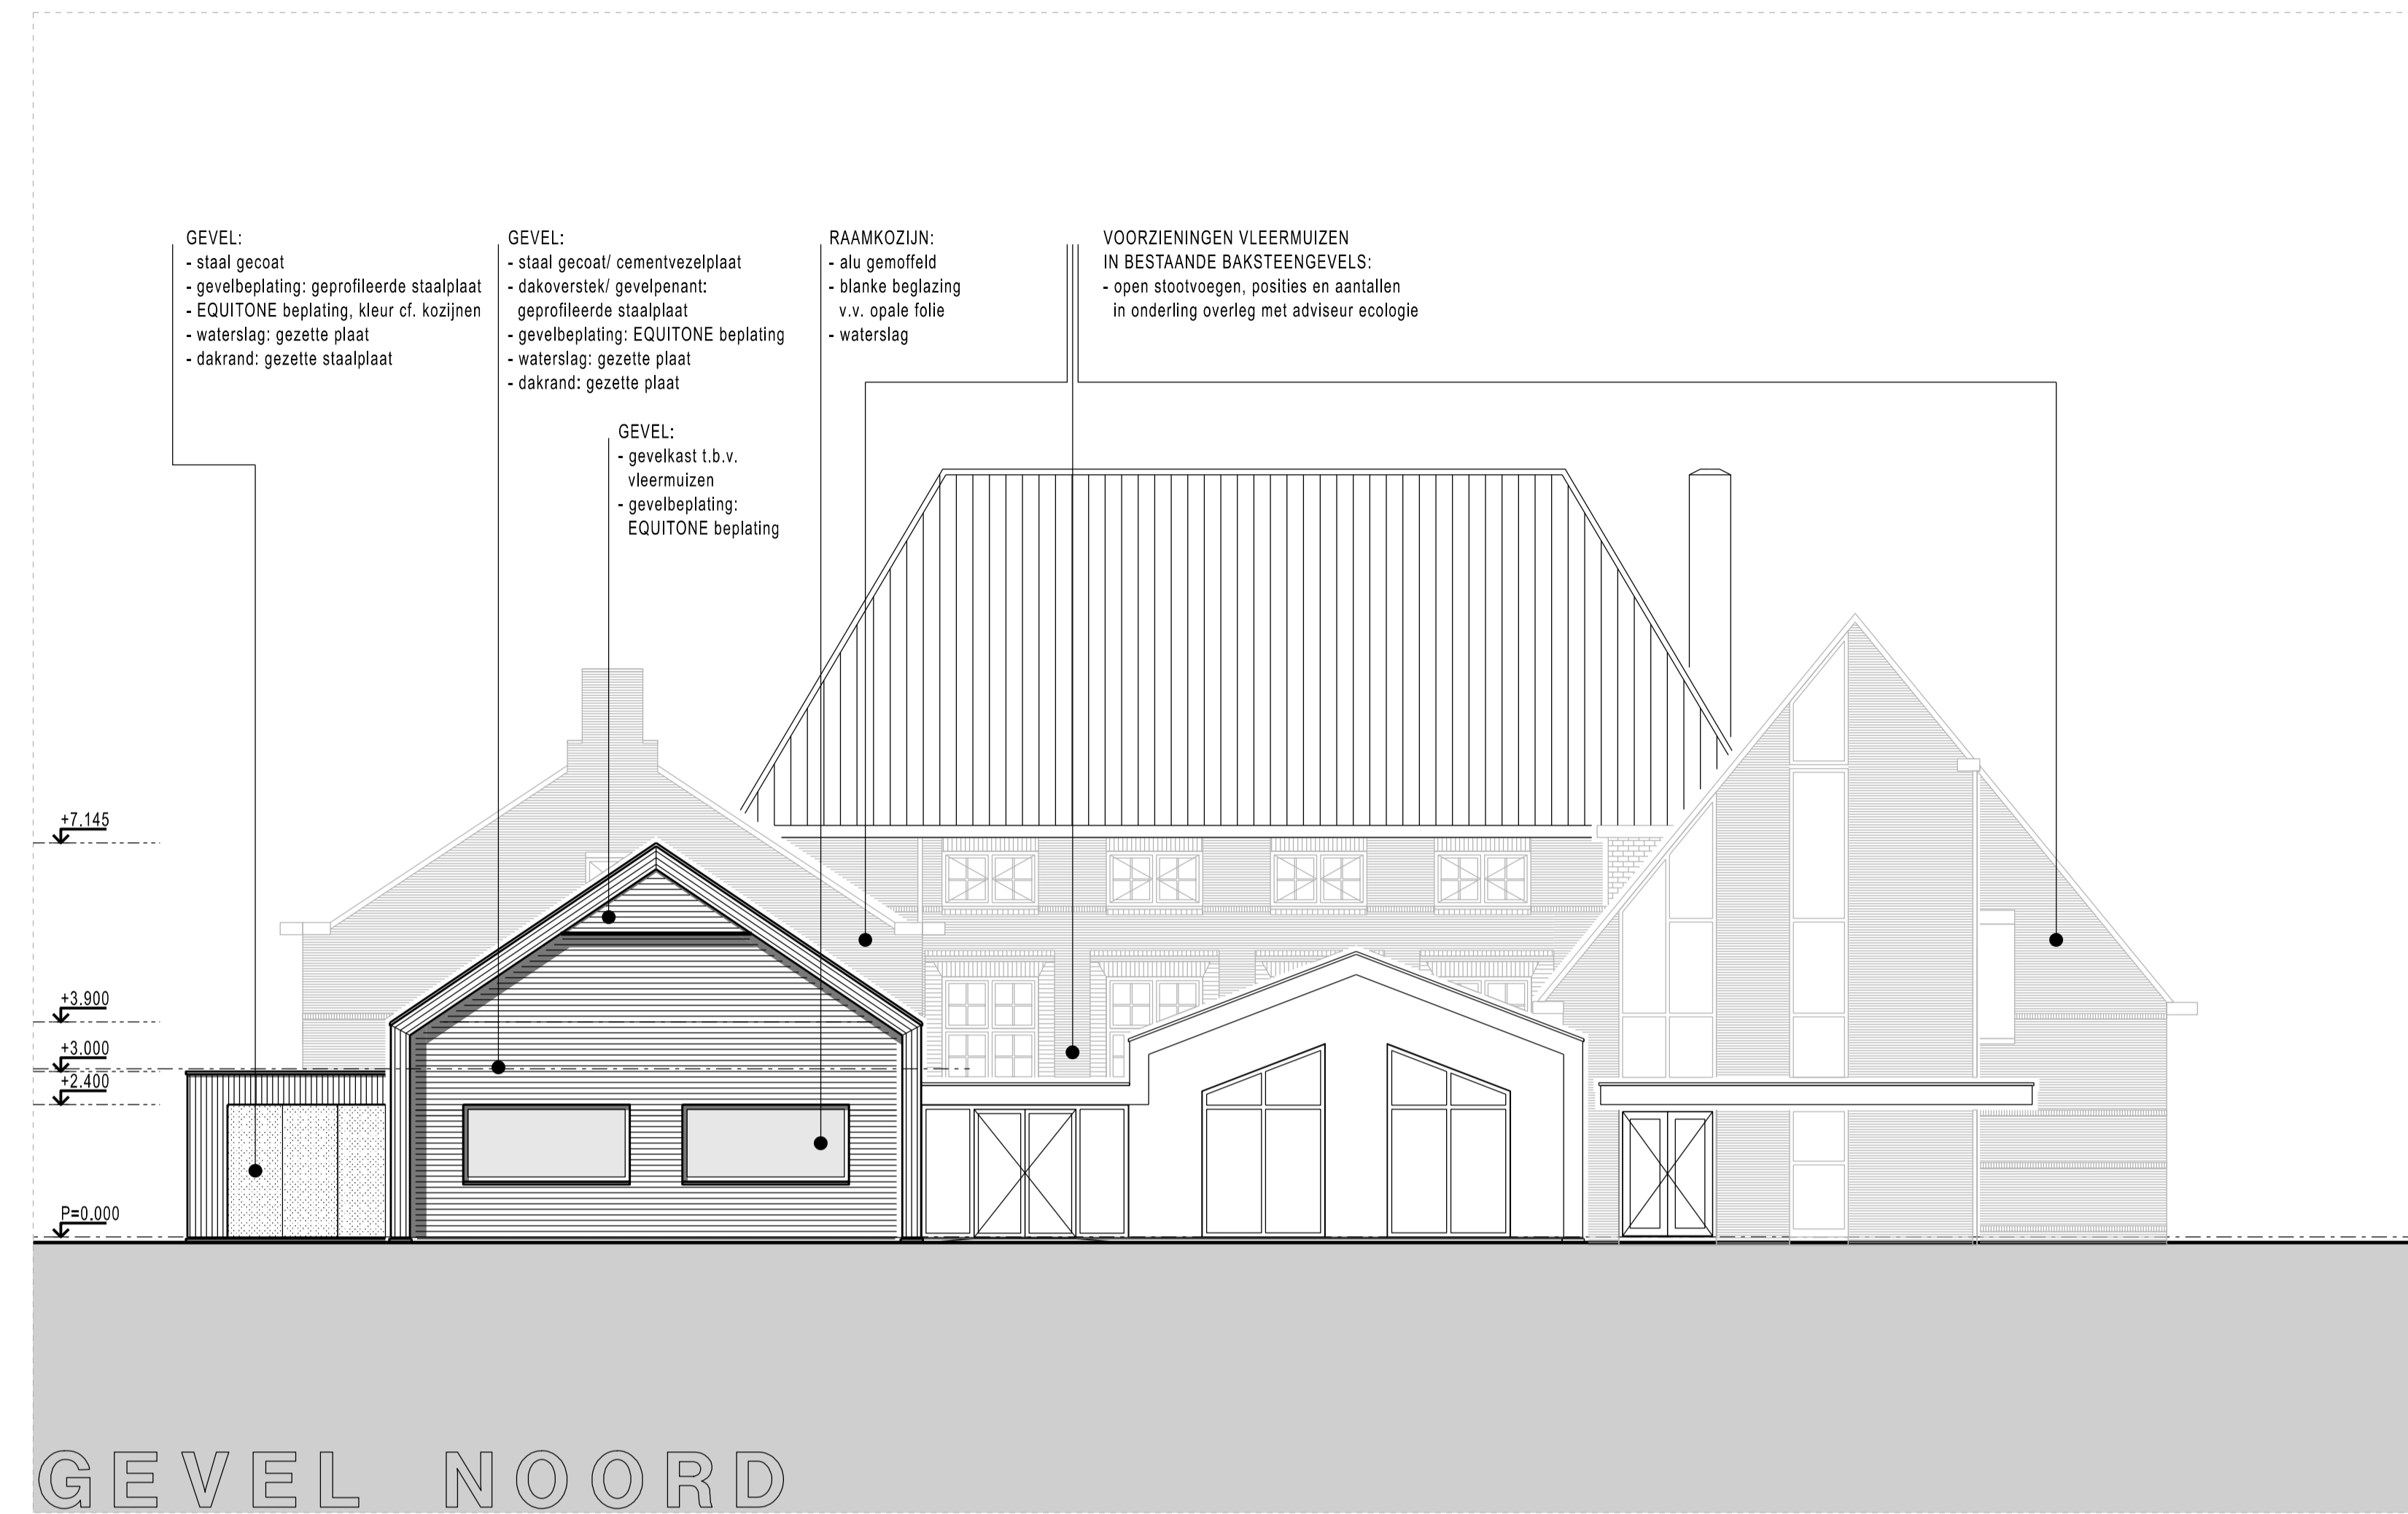 GEVEL:
- staal gecoat
- gevelbeplating: geprofileerde staalplaat
- EQUITONE beplating, kleur cf. kozijnen
- waterslag: gezette plaat
- dakrand: gezette staalplaat
GEVEL:
- staal gecoat/ cementvezelplaat
- dakoverstek/ gevelpenant:
geprofileerde staalplaat
- gevelbeplating: EQUITONE beplating
- waterslag: gezette plaat
- dakrand: gezette plaat
GEVEL:
- gevelkast t.b.v.
vleermuizen
- gevelbeplating:
EQUITONE beplating
RAAMKOZIJN:
- alu gemoffeld
- blanke beglazing
v.v. opale folie
- waterslag
VOORZIENINGEN VLEERMUIZEN
IN BESTAANDE BAKSTEENGEVELS:
- open stootvoegen, posities en aantallen
in onderling overleg met adviseur ecologie
+7.145
+3.900
+3.000
+2.400
P=0.000
GEVEL NOORD